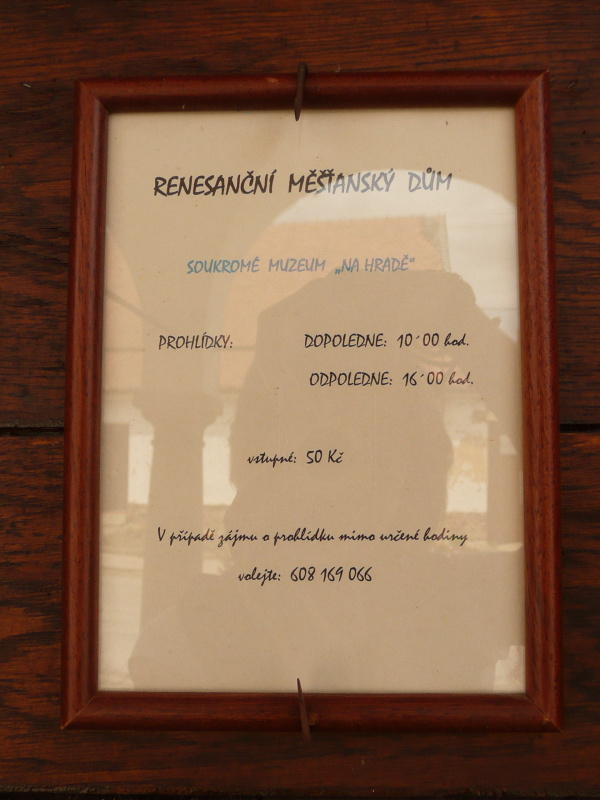 RENESANČNÍ MĚŠŤANSKÝ DŮM
SOUKROMÉ MUZEUM „NA HRADĚ“
PROHLÍDKY: DOPOLEDNE: 10´00 hod.
ODPOLEDNE: 16´00 hod.
vstupné: 50 Kč
V případě zájmu o prohlídku mimo určené hodiny
volejte: 608 169 066